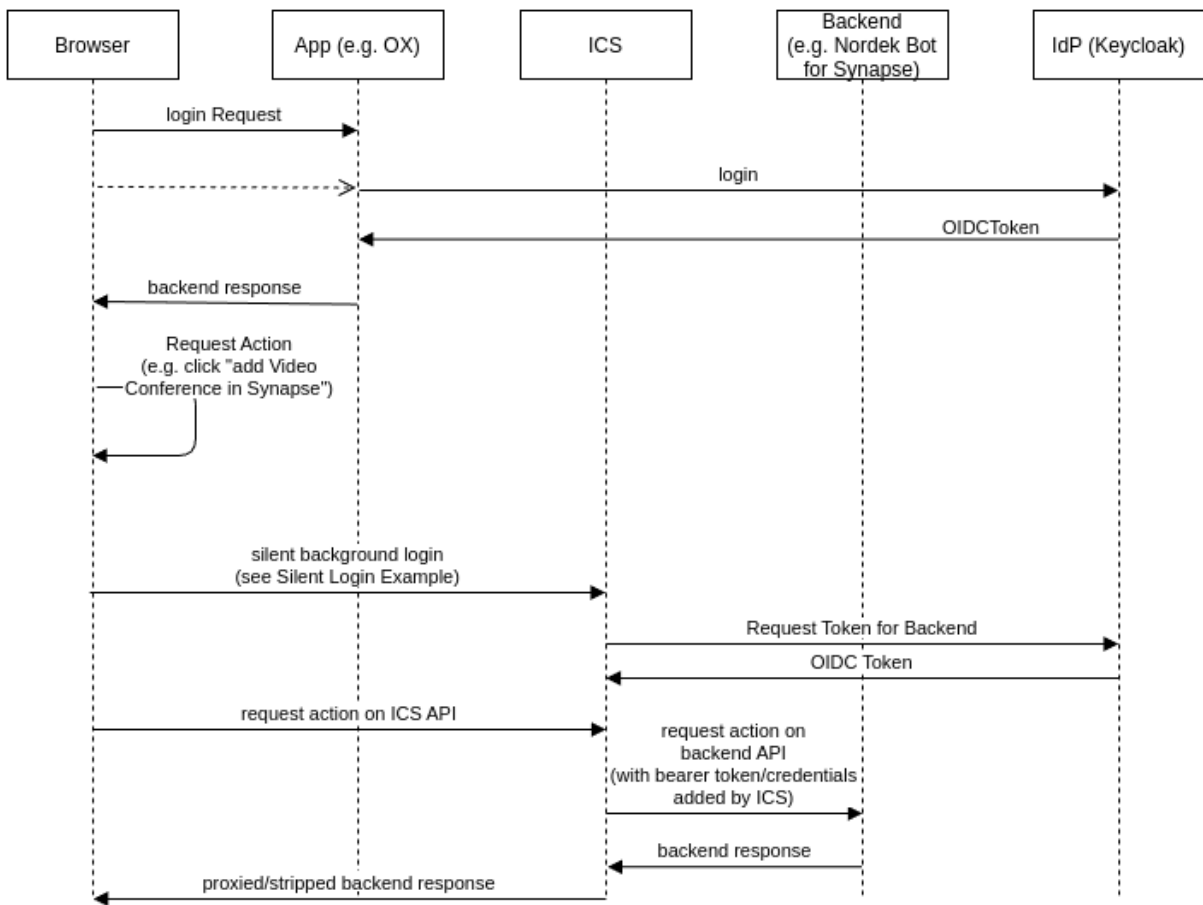 Browser
App (e.g. OX)
ICS
Backend
(e.g. Nordek Bot
for Synapse)
IdP (Keycloak)
login Request
login
OIDCToken
backend response
Request Action
(e.g. click "add Video
Conference in Synapse")
silent background login
(see Silent Login Example)
Request Token for Backend
OIDC Token
request action on ICS API
request action on
backend API
(with bearer token/credentials
added by ICS)
backend response
proxied/stripped backend response